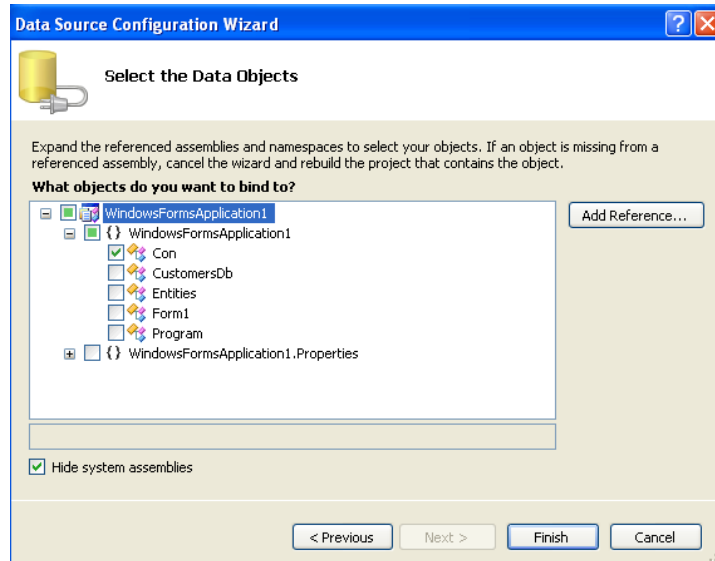 Data Source Configuration Wizard
Select the Data Objects
Expand the referenced assemblies and namespaces to select your objects. If an object is missing from a
referenced assembly, cancel the wizard and rebuild the project that contains the object.
What objects do you want to bind to?
WindowsFormsApplication1
Add Reference...
{} WindowsFormsApplication1
Con
CustomersDb
Entities
Form1
Program
{} WindowsFormsApplication1.Properties
Hide system assemblies
< Previous
Next >
Finish
Cancel